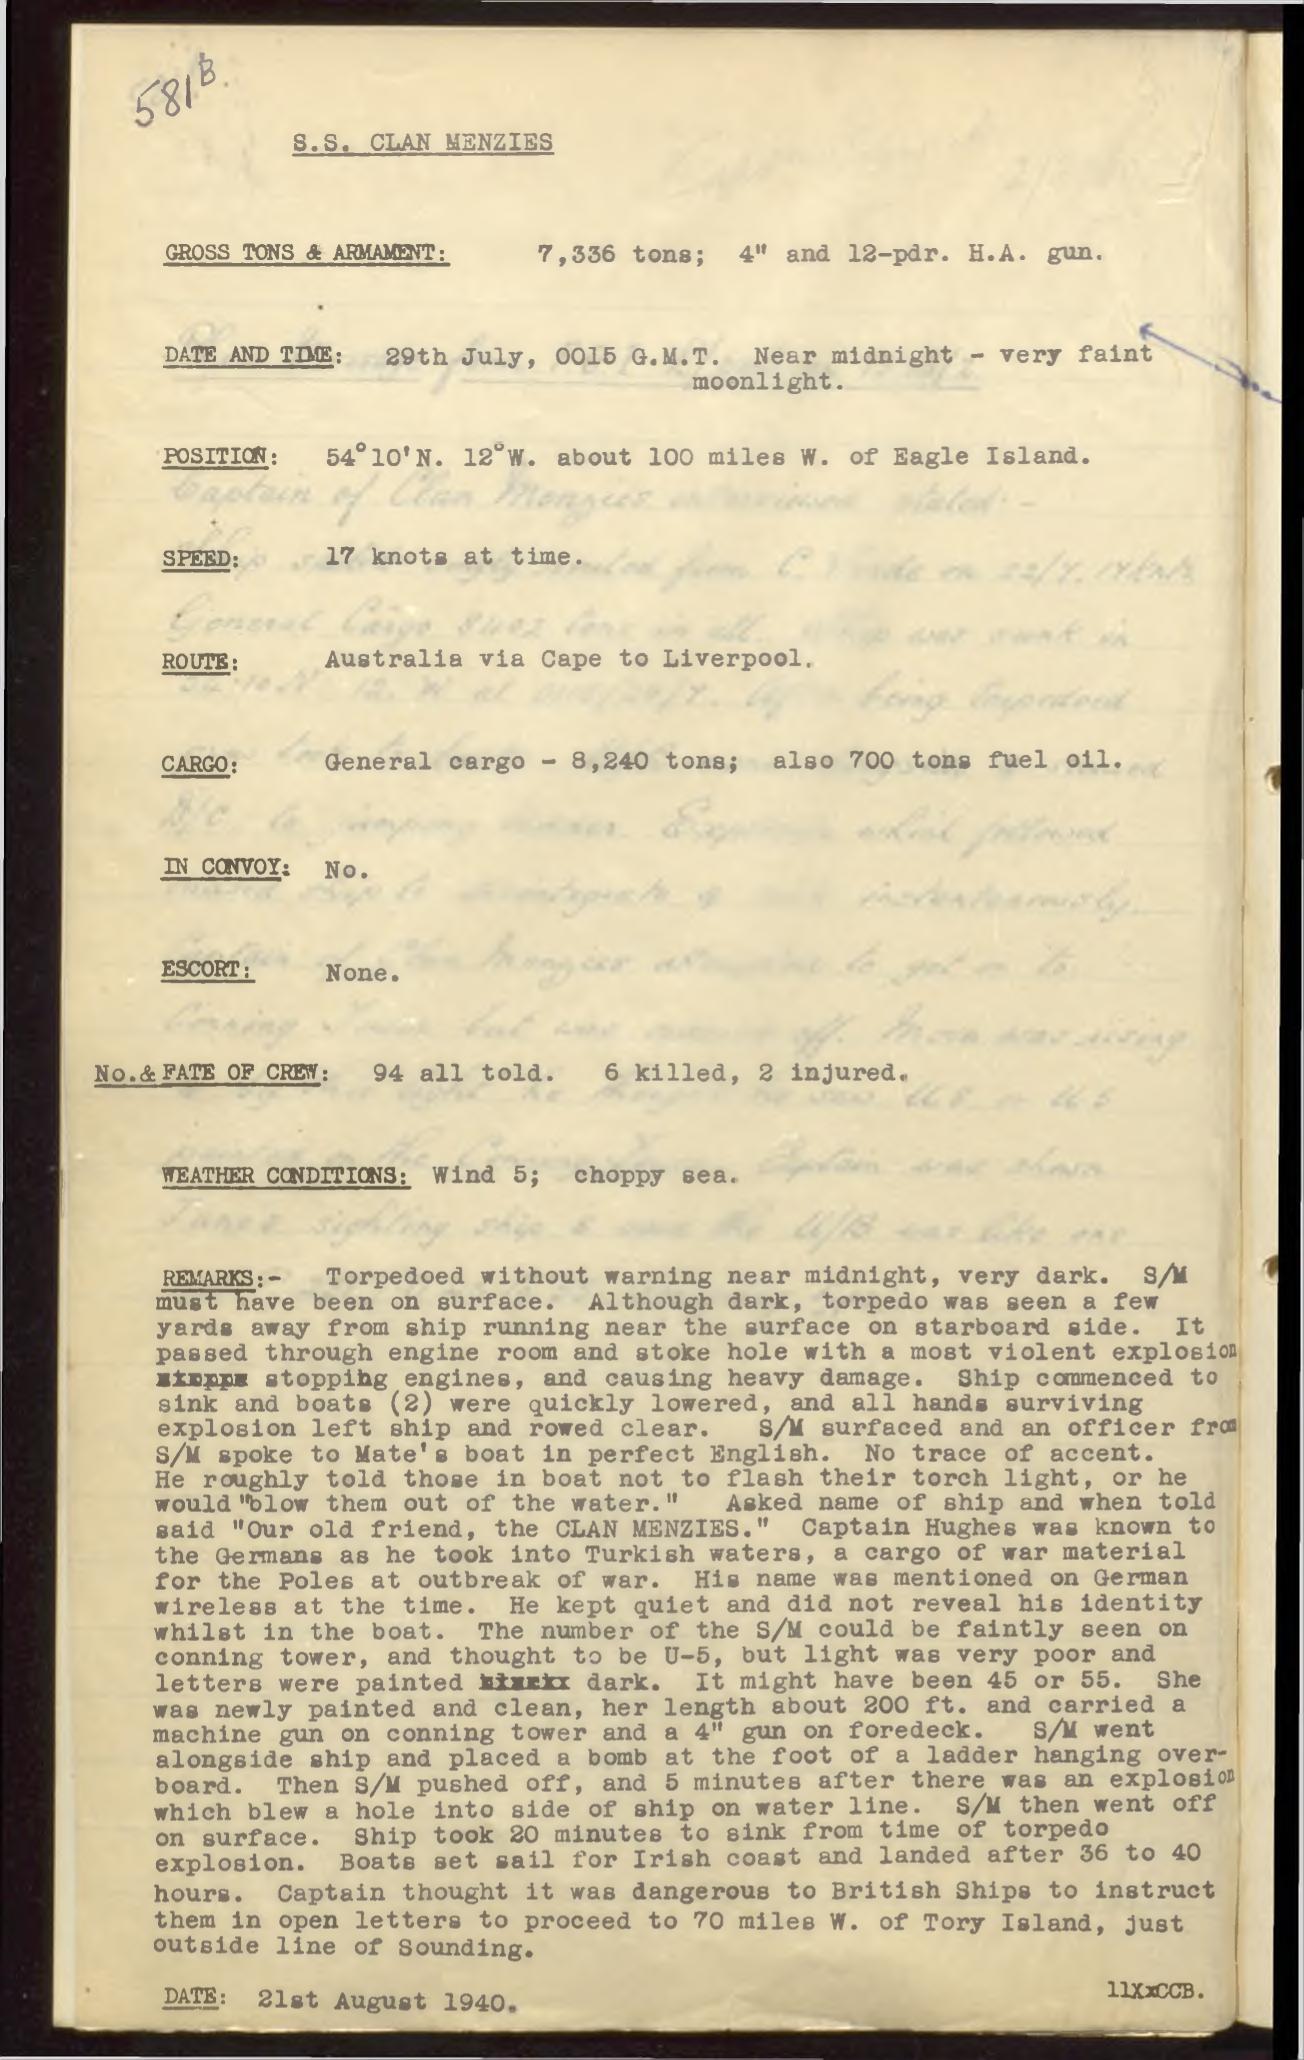 581B.
S.S. CLAN MENZIES
GROSS TONS & ARMAMENT: 7,336 tons; 4" and 12-pdr. H.A. gun.
DATE AND TIME: 29th July, 0015 G.M.T. Near midnight - very faint
moonlight.
POSITION: 54°10'N. 12°W. about 100 miles W. of Eagle Island.
SPEED: 17 knots at time.
ROUTE: Australia via Cape to Liverpool.
CARGO: General cargo - 8,240 tons; also 700 tons fuel oil.
IN CONVOY: No.
ESCORT: None.
No.& FATE OF CREW: 94 all told. 6 killed, 2 injured.
WEATHER CONDITIONS: Wind 5; choppy sea.
REMARKS:- Torpedoed without warning near midnight, very dark. S/M
must have been on surface. Although dark, torpedo was seen a few
yards away from ship running near the surface on starboard side. It
passed through engine room and stoke hole with a most violent explosion
stopping engines, and causing heavy damage. Ship commenced to
sink and boats (2) were quickly lowered, and all hands surviving
explosion left ship and rowed clear. S/M surfaced and an officer from
S/M spoke to Mate's boat in perfect English. No trace of accent.
He roughly told those in boat not to flash their torch light, or he
would "blow them out of the water." Asked name of ship and when told
said "Our old friend, the CLAN MENZIES." Captain Hughes was known to
the Germans as he took into Turkish waters, a cargo of war material
for the Poles at outbreak of war. His name was mentioned on German
wireless at the time. He kept quiet and did not reveal his identity
whilst in the boat. The number of the S/M could be faintly seen on
conning tower, and thought to be U-5, but light was very poor and
letters were painted dark. It might have been 45 or 55. She
was newly painted and clean, her length about 200 ft. and carried a
machine gun on conning tower and a 4" gun on foredeck. S/M went
alongside ship and placed a bomb at the foot of a ladder hanging over-
board. Then S/M pushed off, and 5 minutes after there was an explosion
which blew a hole into side of ship on water line. S/M then went off
on surface. Ship took 20 minutes to sink from time of torpedo
explosion. Boats set sail for Irish coast and landed after 36 to 40
hours. Captain thought it was dangerous to British Ships to instruct
them in open letters to proceed to 70 miles W. of Tory Island, just
outside line of Sounding.
DATE: 21st August 1940.
11XxCCB.